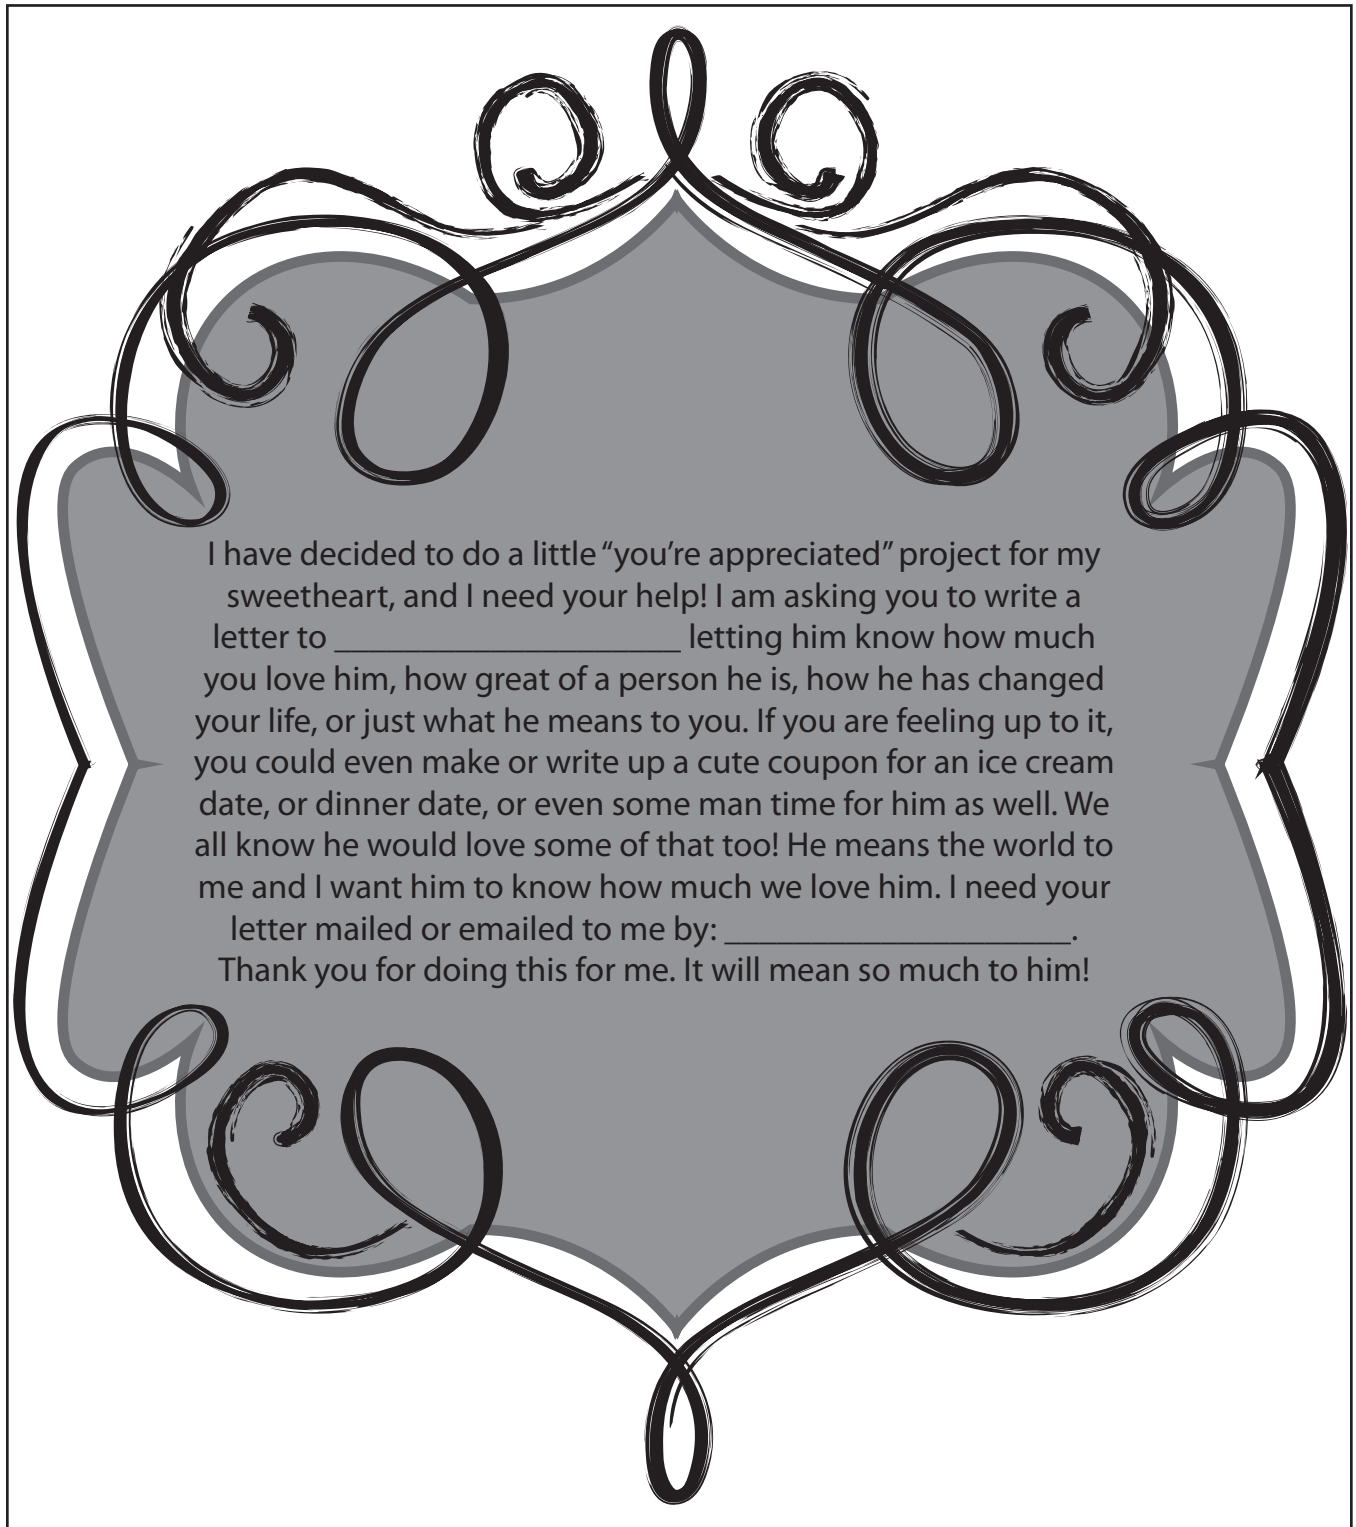 I have decided to do a little “you’re appreciated” project for my
sweetheart, and I need your help! I am asking you to write a
letter to ____________________ letting him know how much
you love him, how great of a person he is, how he has changed
your life, or just what he means to you. If you are feeling up to it,
you could even make or write up a cute coupon for an ice cream
date, or dinner date, or even some man time for him as well. We
all know he would love some of that too! He means the world to
me and I want him to know how much we love him. I need your
letter mailed or emailed to me by: ____________________.
Thank you for doing this for me. It will mean so much to him!